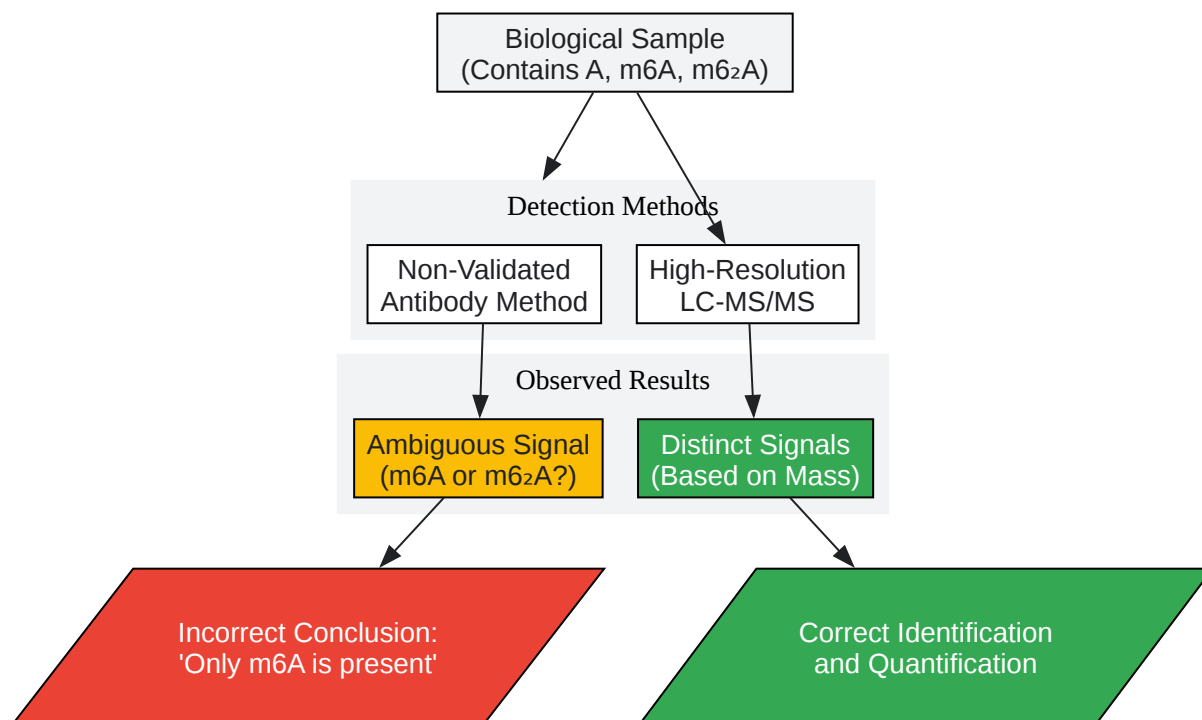 Biological Sample
(Contains A, m6A, m6₂A)
Detection Methods
Non-Validated
Antibody Method
High-Resolution
LC-MS/MS
Observed Results
Ambiguous Signal
(m6A or m6₂A?)
Distinct Signals
(Based on Mass)
Incorrect Conclusion:
'Only m6A is present'
Correct Identification
and Quantification